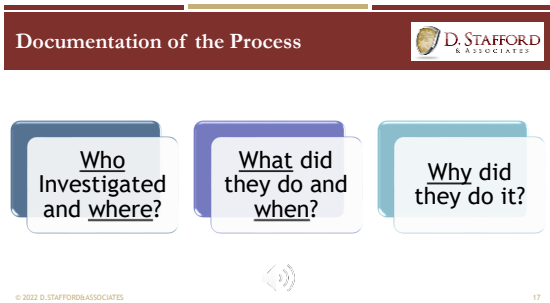 Documentation of the Process
D. STAFFORD
& ASSOCIATES
Who
Investigated
and where?
What did
they do and
when?
Why did
they do it?
© 2022 D.STAFFORD&ASSOCIATES
17